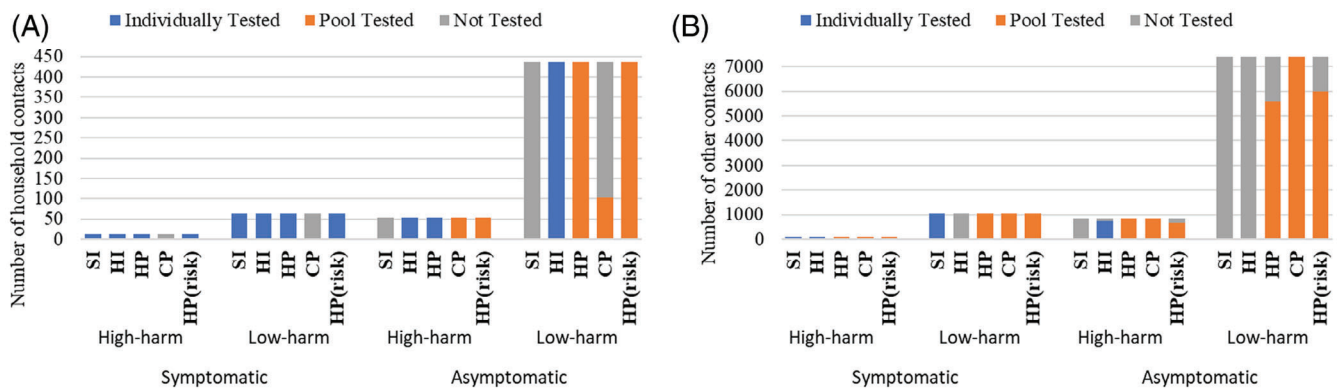 (A)
Individually Tested Pool Tested Not Tested
Number of household contacts
450
400
350
300
250
200
150
100
50
0
SI HI HP CP HP(risk) SI HI HP CP HP(risk) SI HI HP CP HP(risk) SI HI HP CP HP(risk)
High-harm Low-harm High-harm Low-harm
Symptomatic Asymptomatic
(B)
Individually Tested Pool Tested Not Tested
Number of other contacts
7000
6000
5000
4000
3000
2000
1000
0
SI HI HP CP HP(risk) SI HI HP CP HP(risk) SI HI HP CP HP(risk) SI HI HP CP HP(risk)
High-harm Low-harm High-harm Low-harm
Symptomatic Asymptomatic